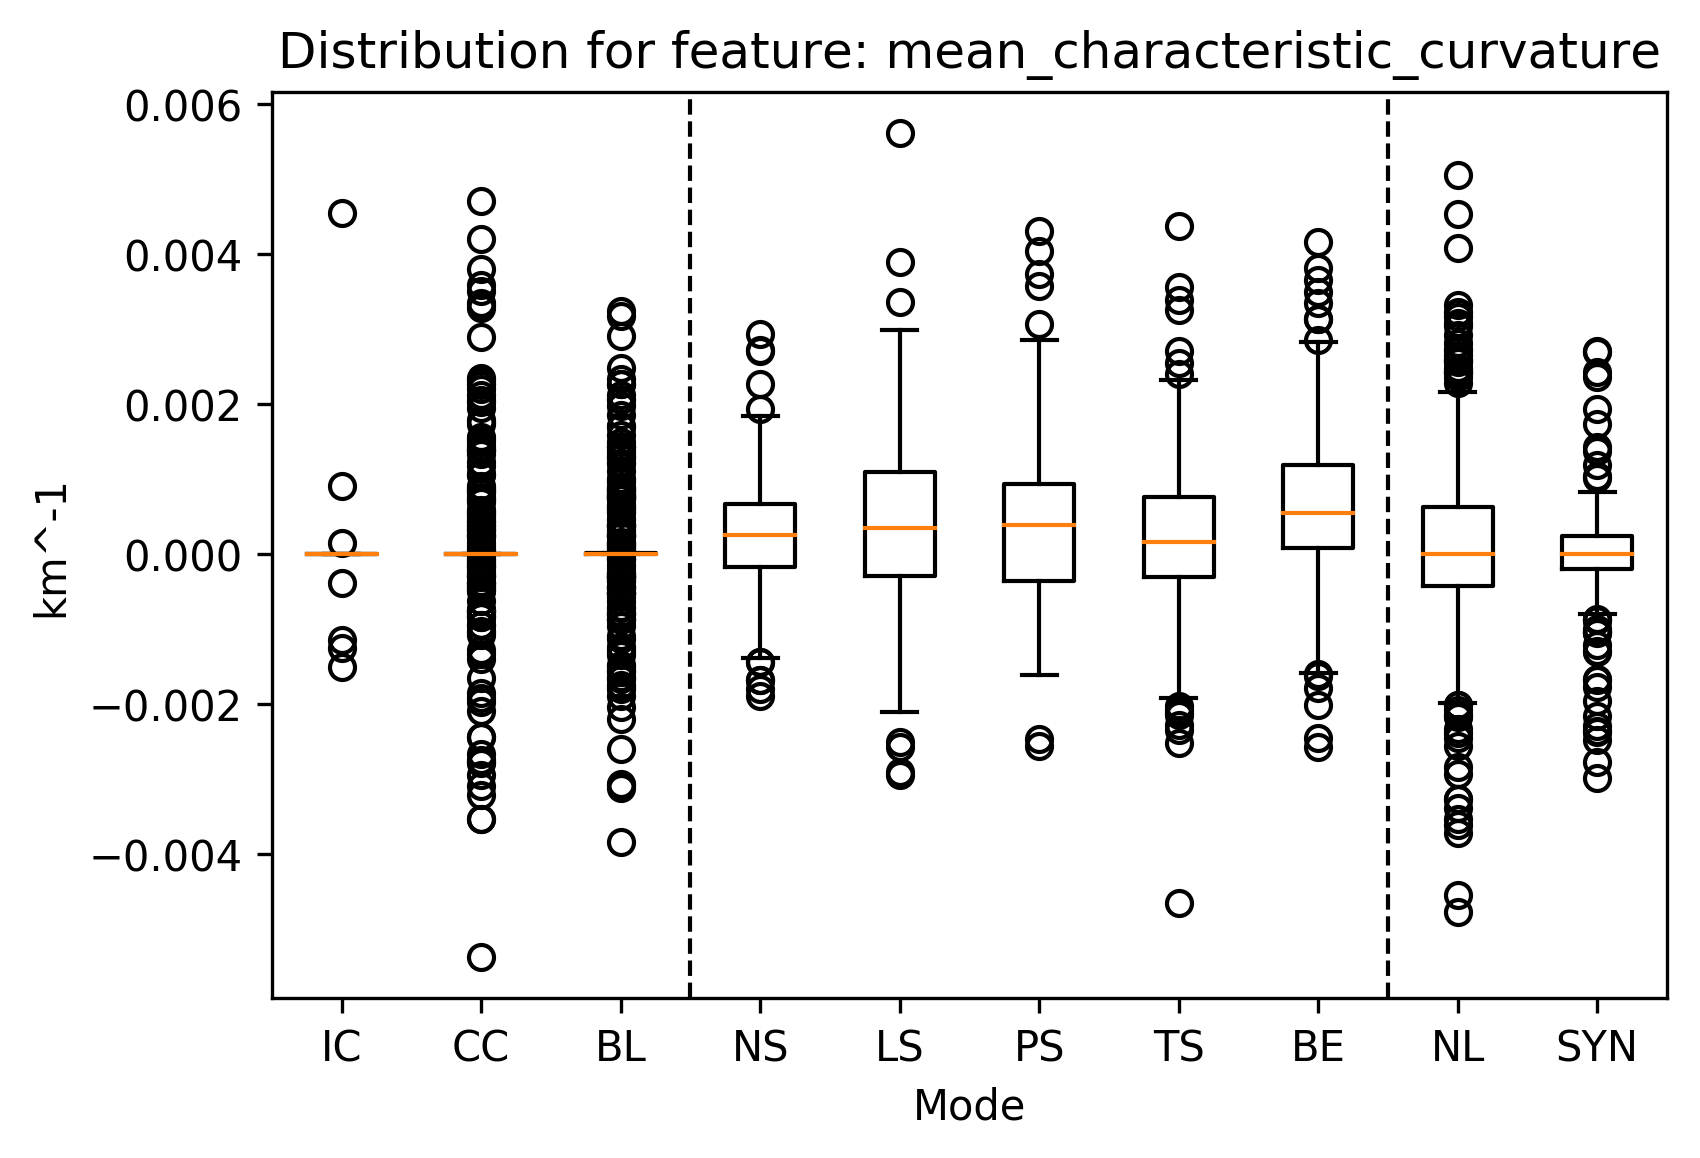 Distribution for feature: mean_characteristic_curvature
km^-1
0.006
0.004
0.002
0.000
−0.002
−0.004
IC CC BL NS LS PS TS BE NL SYN
Mode